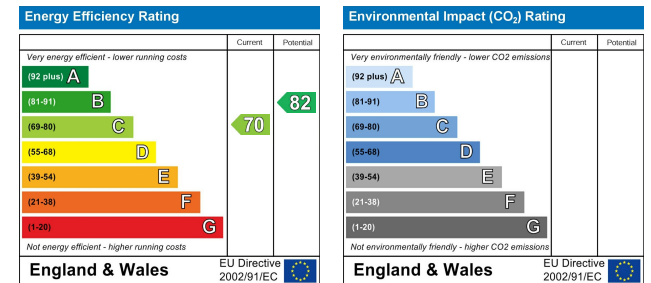 Energy Efficiency Rating
Current Potential
Very energy efficient - lower running costs
(92 plus) A
(81-91) B
82
(69-80) C
70
(55-68) D
(39-54) E
(21-38) F
(1-20) G
Not energy efficient - higher running costs
England & Wales
EU Directive
2002/91/EC
Environmental Impact (CO₂) Rating
Current Potential
Very environmentally friendly - lower CO2 emissions
(92 plus) A
(81-91) B
(69-80) C
(55-68) D
(39-54) E
(21-38) F
(1-20) G
Not environmentally friendly - higher CO2 emissions
England & Wales
EU Directive
2002/91/EC